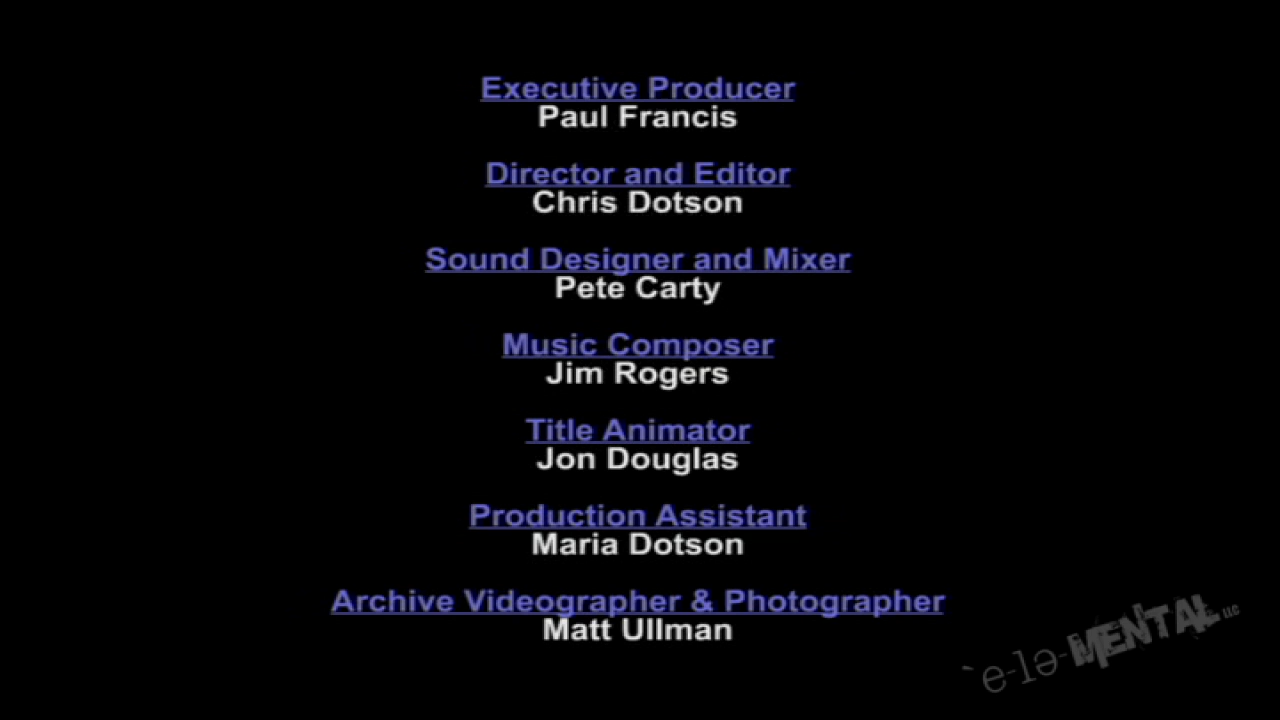 Executive Producer
Paul Francis
Director and Editor
Chris Dotson
Sound Designer and Mixer
Pete Carty
Music Composer
Jim Rogers
Title Animator
Jon Douglas
Production Assistant
Maria Dotson
Archive Videographer & Photographer
Matt Ullman
`e-lə-MENTAL LLC